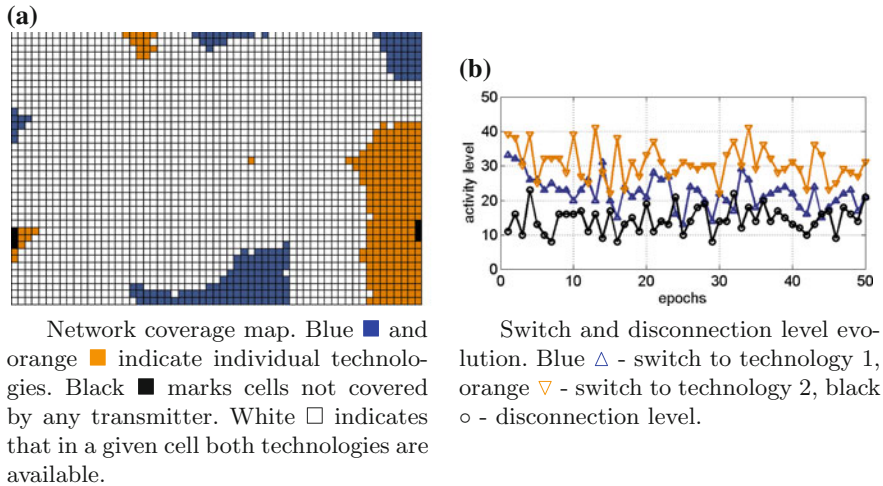 (a)
Network coverage map. Blue ■ and
orange ■ indicate individual technolo-
gies. Black ■ marks cells not covered
by any transmitter. White □ indicates
that in a given cell both technologies are
available.
(b)
50
40
30
20
10
0
activity level
0 10 20 30 40 50
epochs
Switch and disconnection level evo-
lution. Blue △ - switch to technology 1,
orange ▽ - switch to technology 2, black
○ - disconnection level.